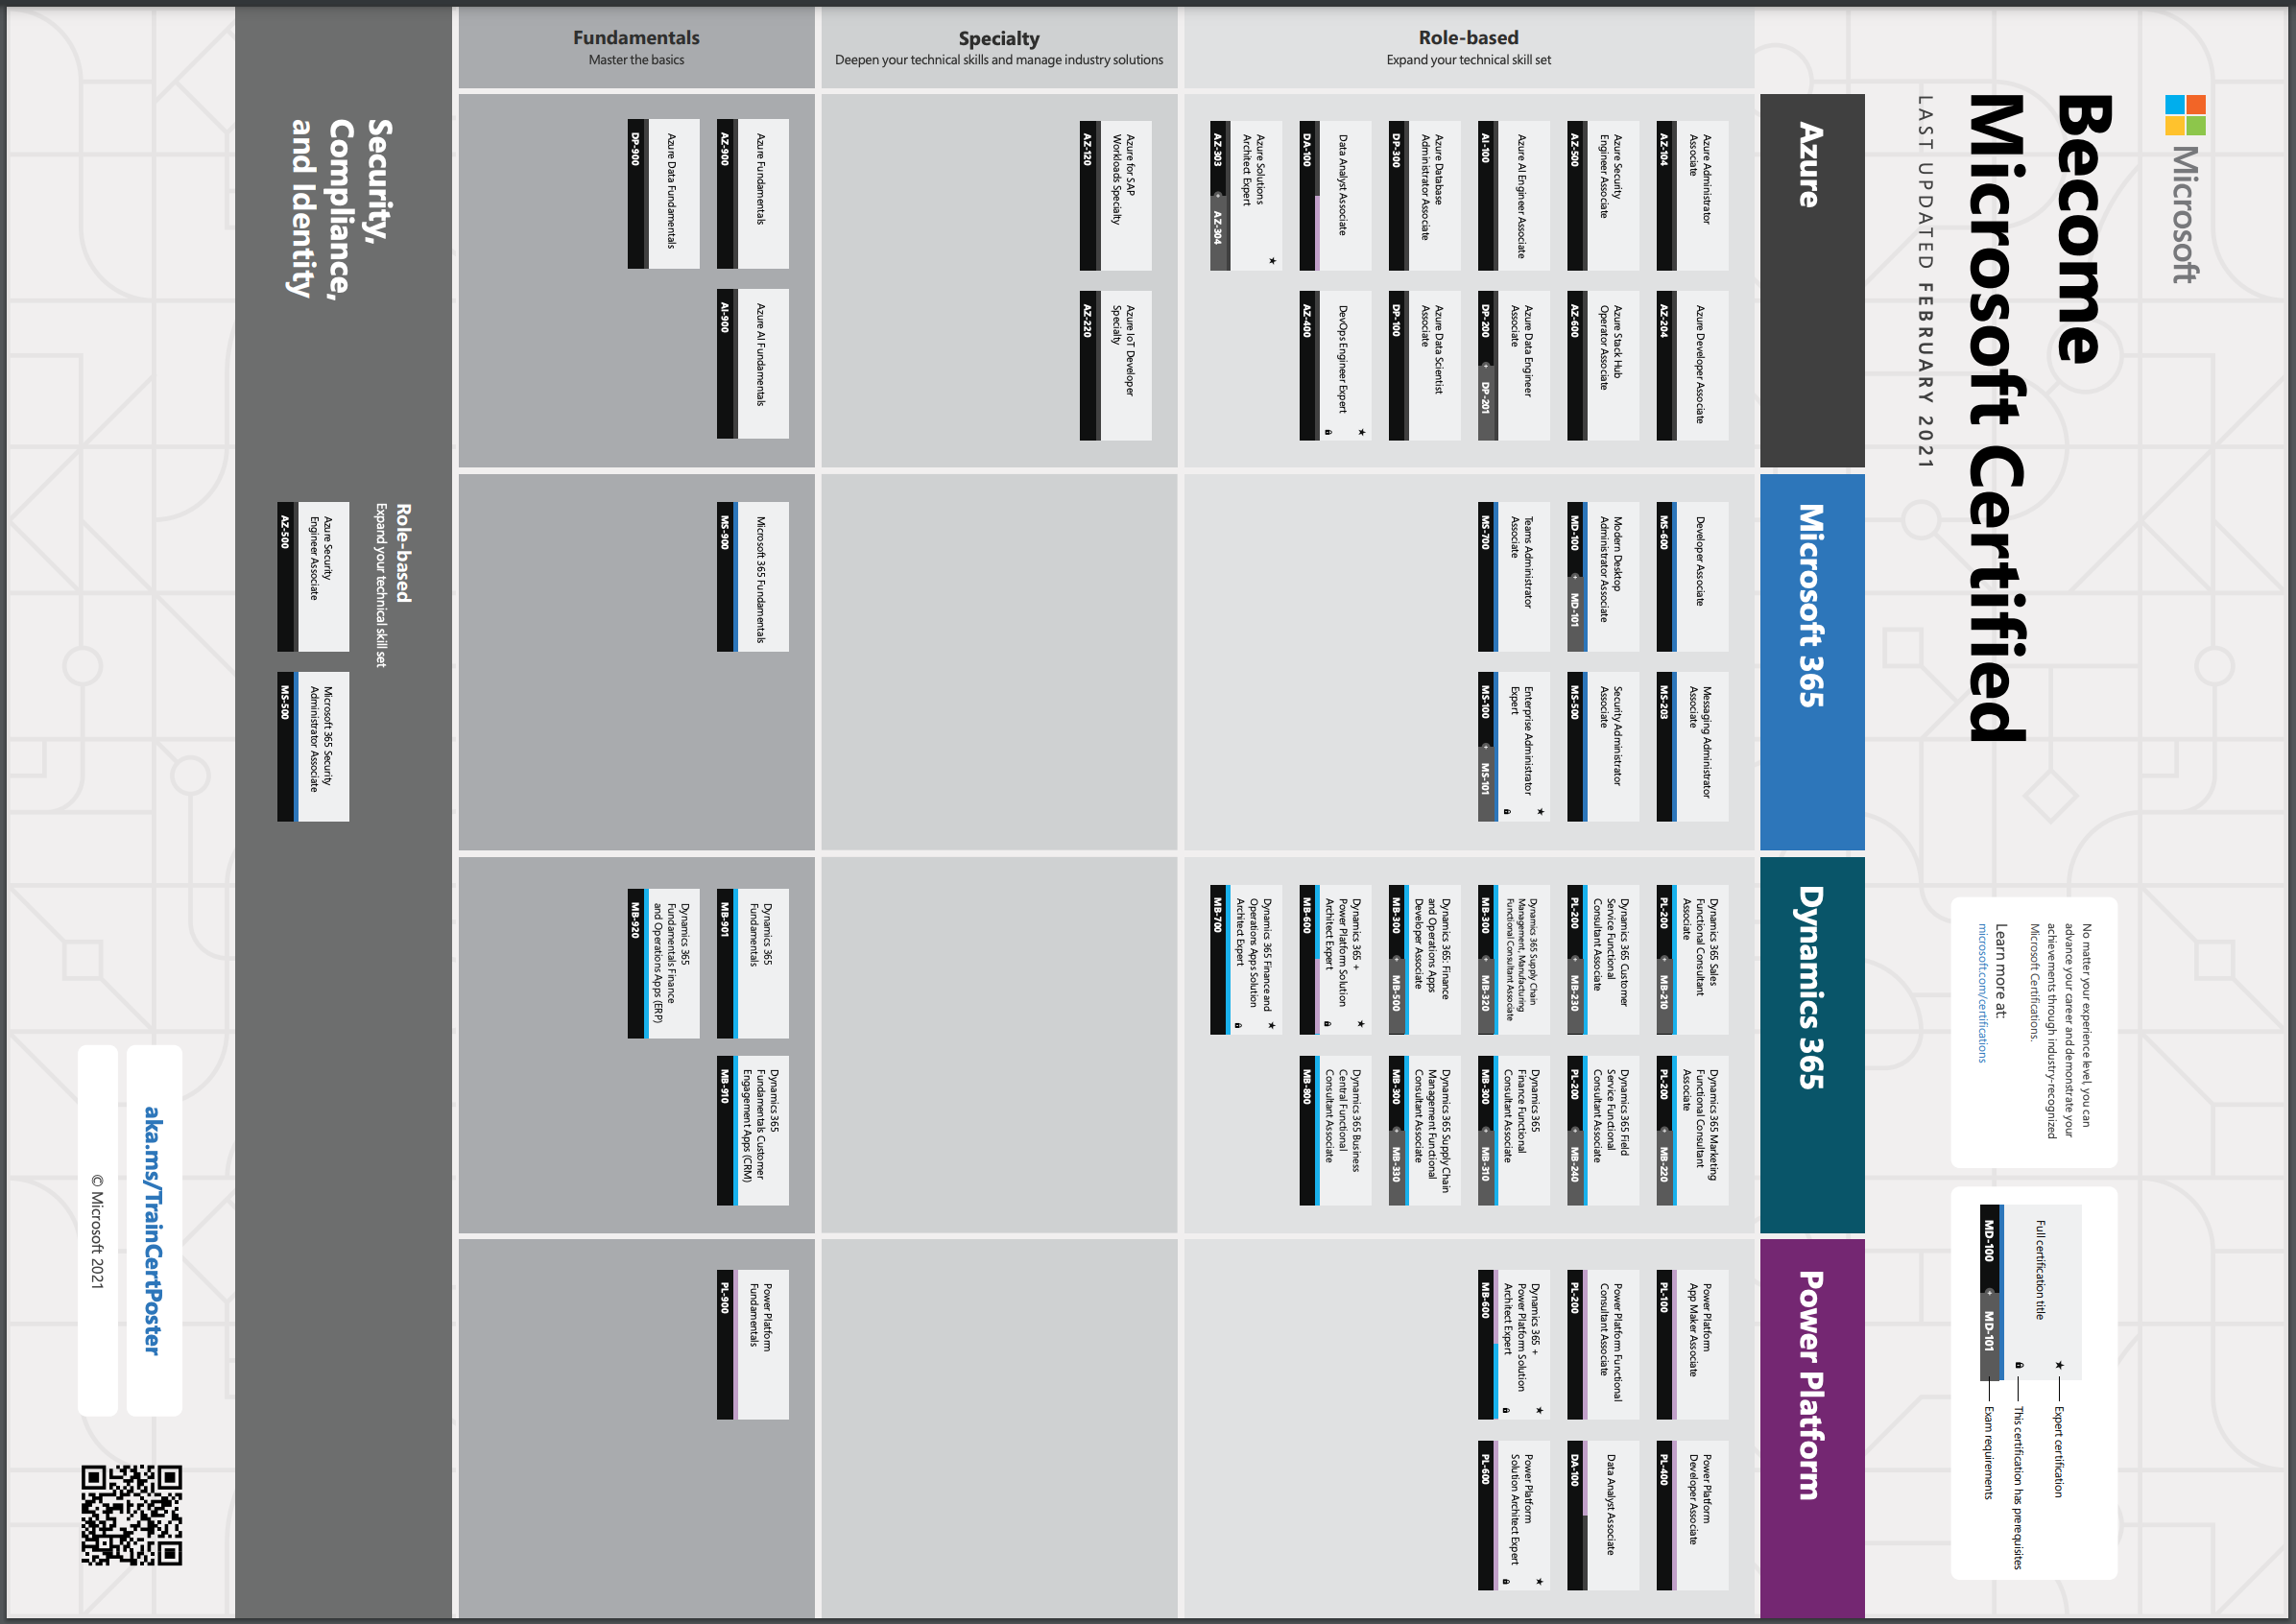 Microsoft
Become
Microsoft Certified
LAST UPDATED FEBRUARY 2021
No matter your experience level, you can
advance your career and demonstrate your
achievements through industry-recognized
Microsoft Certifications.
Learn more at:
microsoft.com/certifications
Full certification title
MD-100 + MD-101
Expert certification
This certification has prerequisites
Exam requirements
Azure
Microsoft 365
Dynamics 365
Power Platform
Role-based
Expand your technical skill set
Azure Administrator
Associate
AZ-104
Azure Developer Associate
AZ-204
Azure Security
Engineer Associate
AZ-500
Azure Stack Hub
Operator Associate
AZ-600
Azure AI Engineer Associate
AI-100
Azure Data Engineer
Associate
DP-200 + DP-201
Azure Database
Administrator Associate
DP-300
Azure Data Scientist
Associate
DP-100
Data Analyst Associate
DA-100
DevOps Engineer Expert
AZ-400
Azure Solutions
Architect Expert
AZ-303 + AZ-304
Developer Associate
MS-600
Messaging Administrator
Associate
MS-203
Modern Desktop
Administrator Associate
MD-100 + MD-101
Security Administrator
Associate
MS-500
Teams Administrator
Associate
MS-700
Enterprise Administrator
Expert
MS-100 + MS-101
Dynamics 365 Sales
Functional Consultant
Associate
PL-200 + MB-210
Dynamics 365 Marketing
Functional Consultant
Associate
PL-200 + MB-220
Dynamics 365 Customer
Service Functional
Consultant Associate
PL-200 + MB-230
Dynamics 365 Field
Service Functional
Consultant Associate
PL-200 + MB-240
Dynamics 365 Supply Chain
Management, Manufacturing
Functional Consultant Associate
MB-300 + MB-320
Dynamics 365
Finance Functional
Consultant Associate
MB-300 + MB-310
Dynamics 365: Finance
and Operations Apps
Developer Associate
MB-300 + MB-500
Dynamics 365 Supply Chain
Management Functional
Consultant Associate
MB-300 + MB-330
Dynamics 365 +
Power Platform Solution
Architect Expert
MB-600
Dynamics 365 Business
Central Functional
Consultant Associate
MB-800
Dynamics 365 Finance and
Operations Apps Solution
Architect Expert
MB-700
Power Platform
App Maker Associate
PL-100
Power Platform
Developer Associate
PL-400
Power Platform Functional
Consultant Associate
PL-200
Data Analyst Associate
DA-100
Dynamics 365 +
Power Platform Solution
Architect Expert
MB-600
Power Platform
Solution Architect Expert
PL-600
Specialty
Deepen your technical skills and manage industry solutions
Azure for SAP
Workloads Specialty
AZ-120
Azure IoT Developer
Specialty
AZ-220
Fundamentals
Master the basics
Azure Fundamentals
AZ-900
Azure AI Fundamentals
AI-900
Azure Data Fundamentals
DP-900
Microsoft 365 Fundamentals
MS-900
Dynamics 365
Fundamentals
MB-901
Dynamics 365
Fundamentals Customer
Engagement Apps (CRM)
MB-910
Dynamics 365
Fundamentals Finance
and Operations Apps (ERP)
MB-920
Power Platform
Fundamentals
PL-900
Security,
Compliance,
and Identity
Role-based
Expand your technical skill set
Azure Security
Engineer Associate
AZ-500
Microsoft 365 Security
Administrator Associate
MS-500
aka.ms/TrainCertPoster
© Microsoft 2021